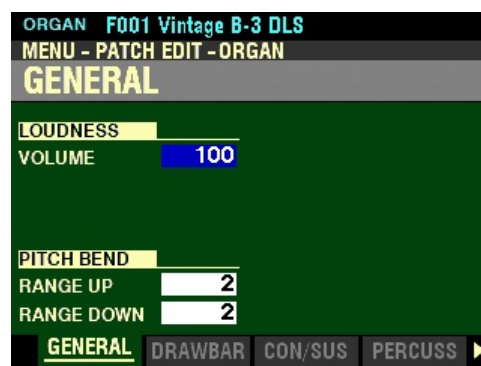 ORGAN F001 Vintage B-3 DLS
MENU - PATCH EDIT - ORGAN
GENERAL
LOUDNESS
VOLUME 100
PITCH BEND
RANGE UP 2
RANGE DOWN 2
GENERAL DRAWBAR CON/SUS PERCUSS